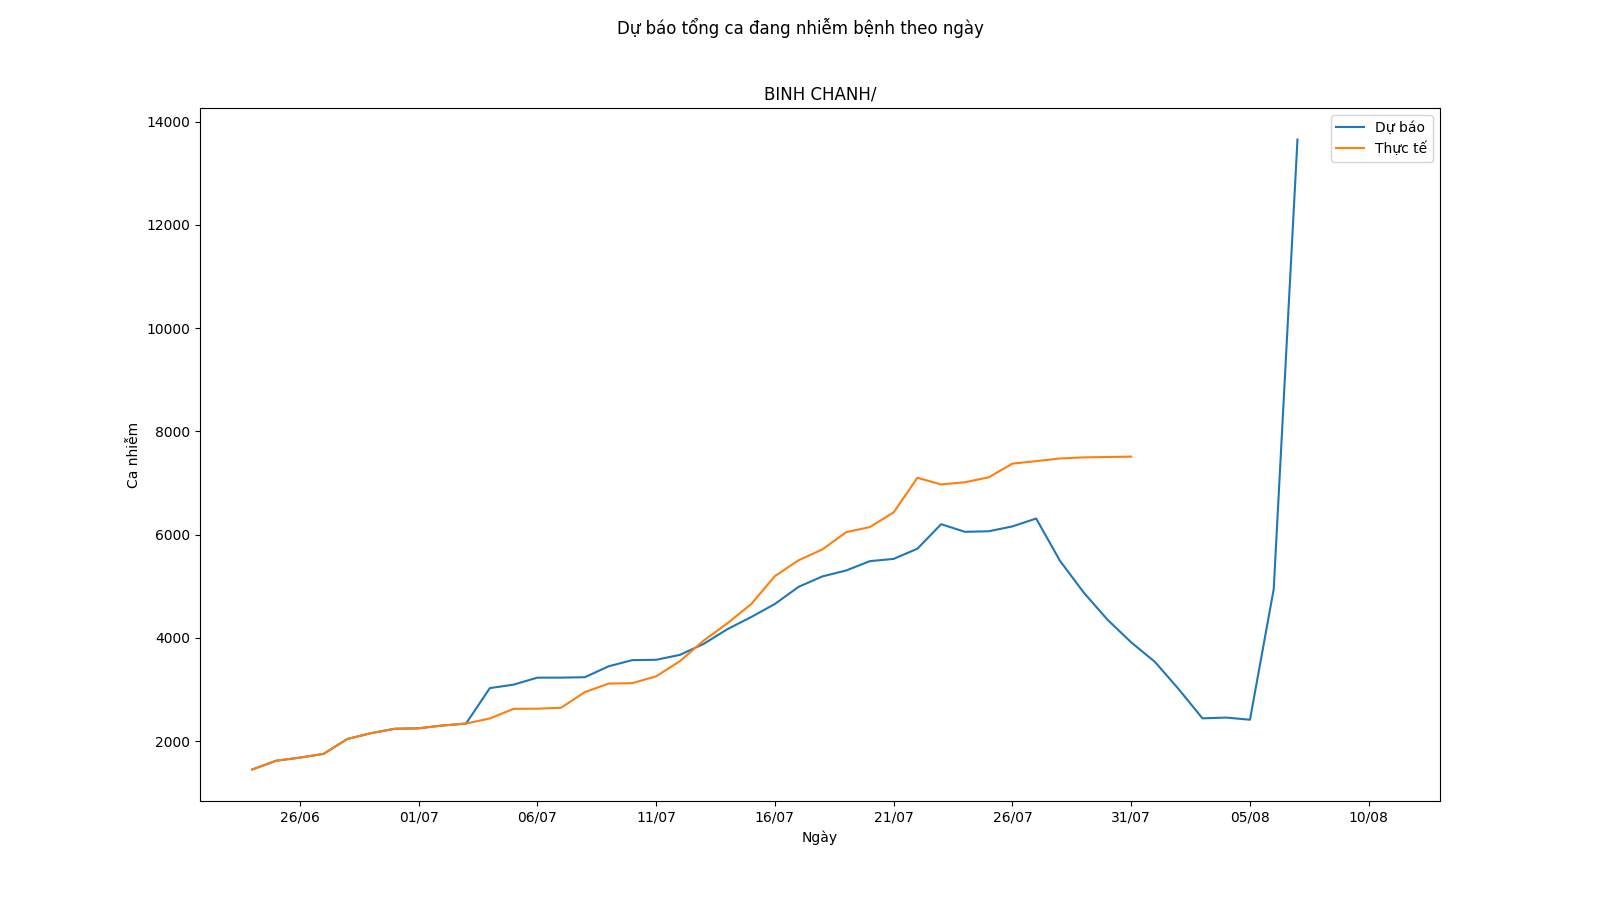 Dự báo tổng ca đang nhiễm bệnh theo ngày
BINH CHANH/
Dự báo
Thực tế
14000
12000
10000
8000
6000
4000
2000
Ca nhiễm
26/06 01/07 06/07 11/07 16/07 21/07 26/07 31/07 05/08 10/08
Ngày